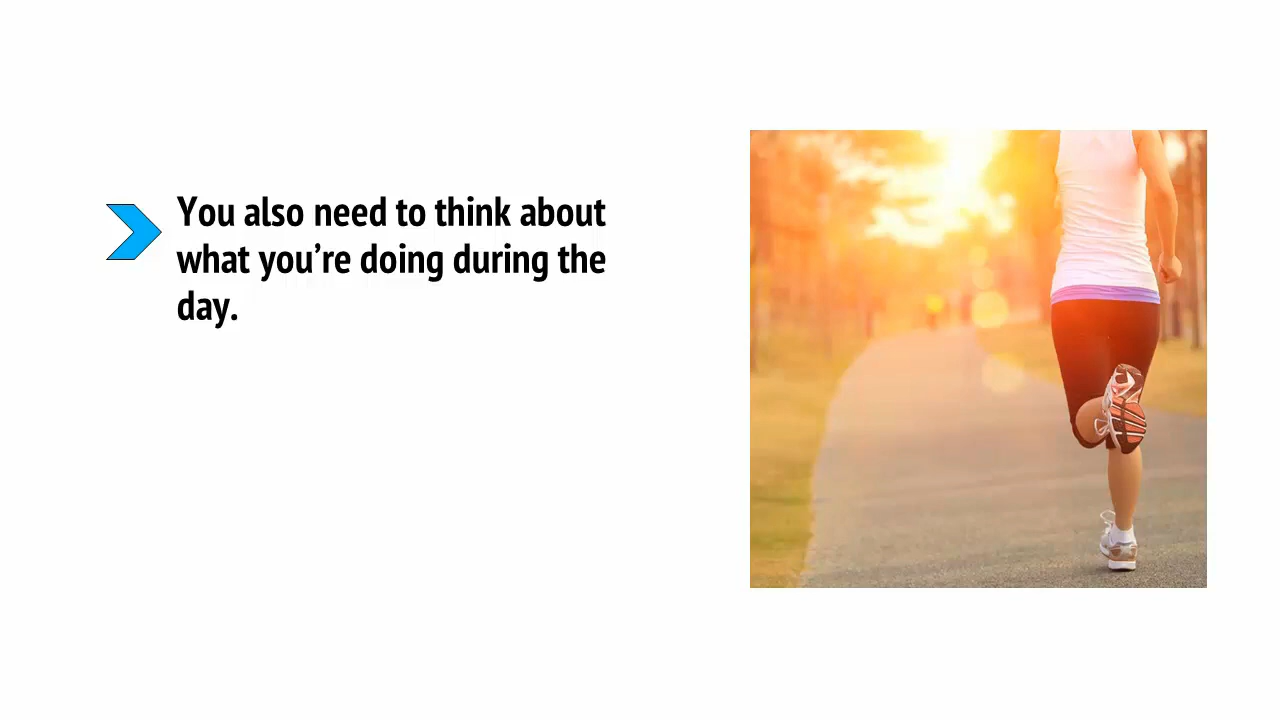 You also need to think about
what you’re doing during the
day.